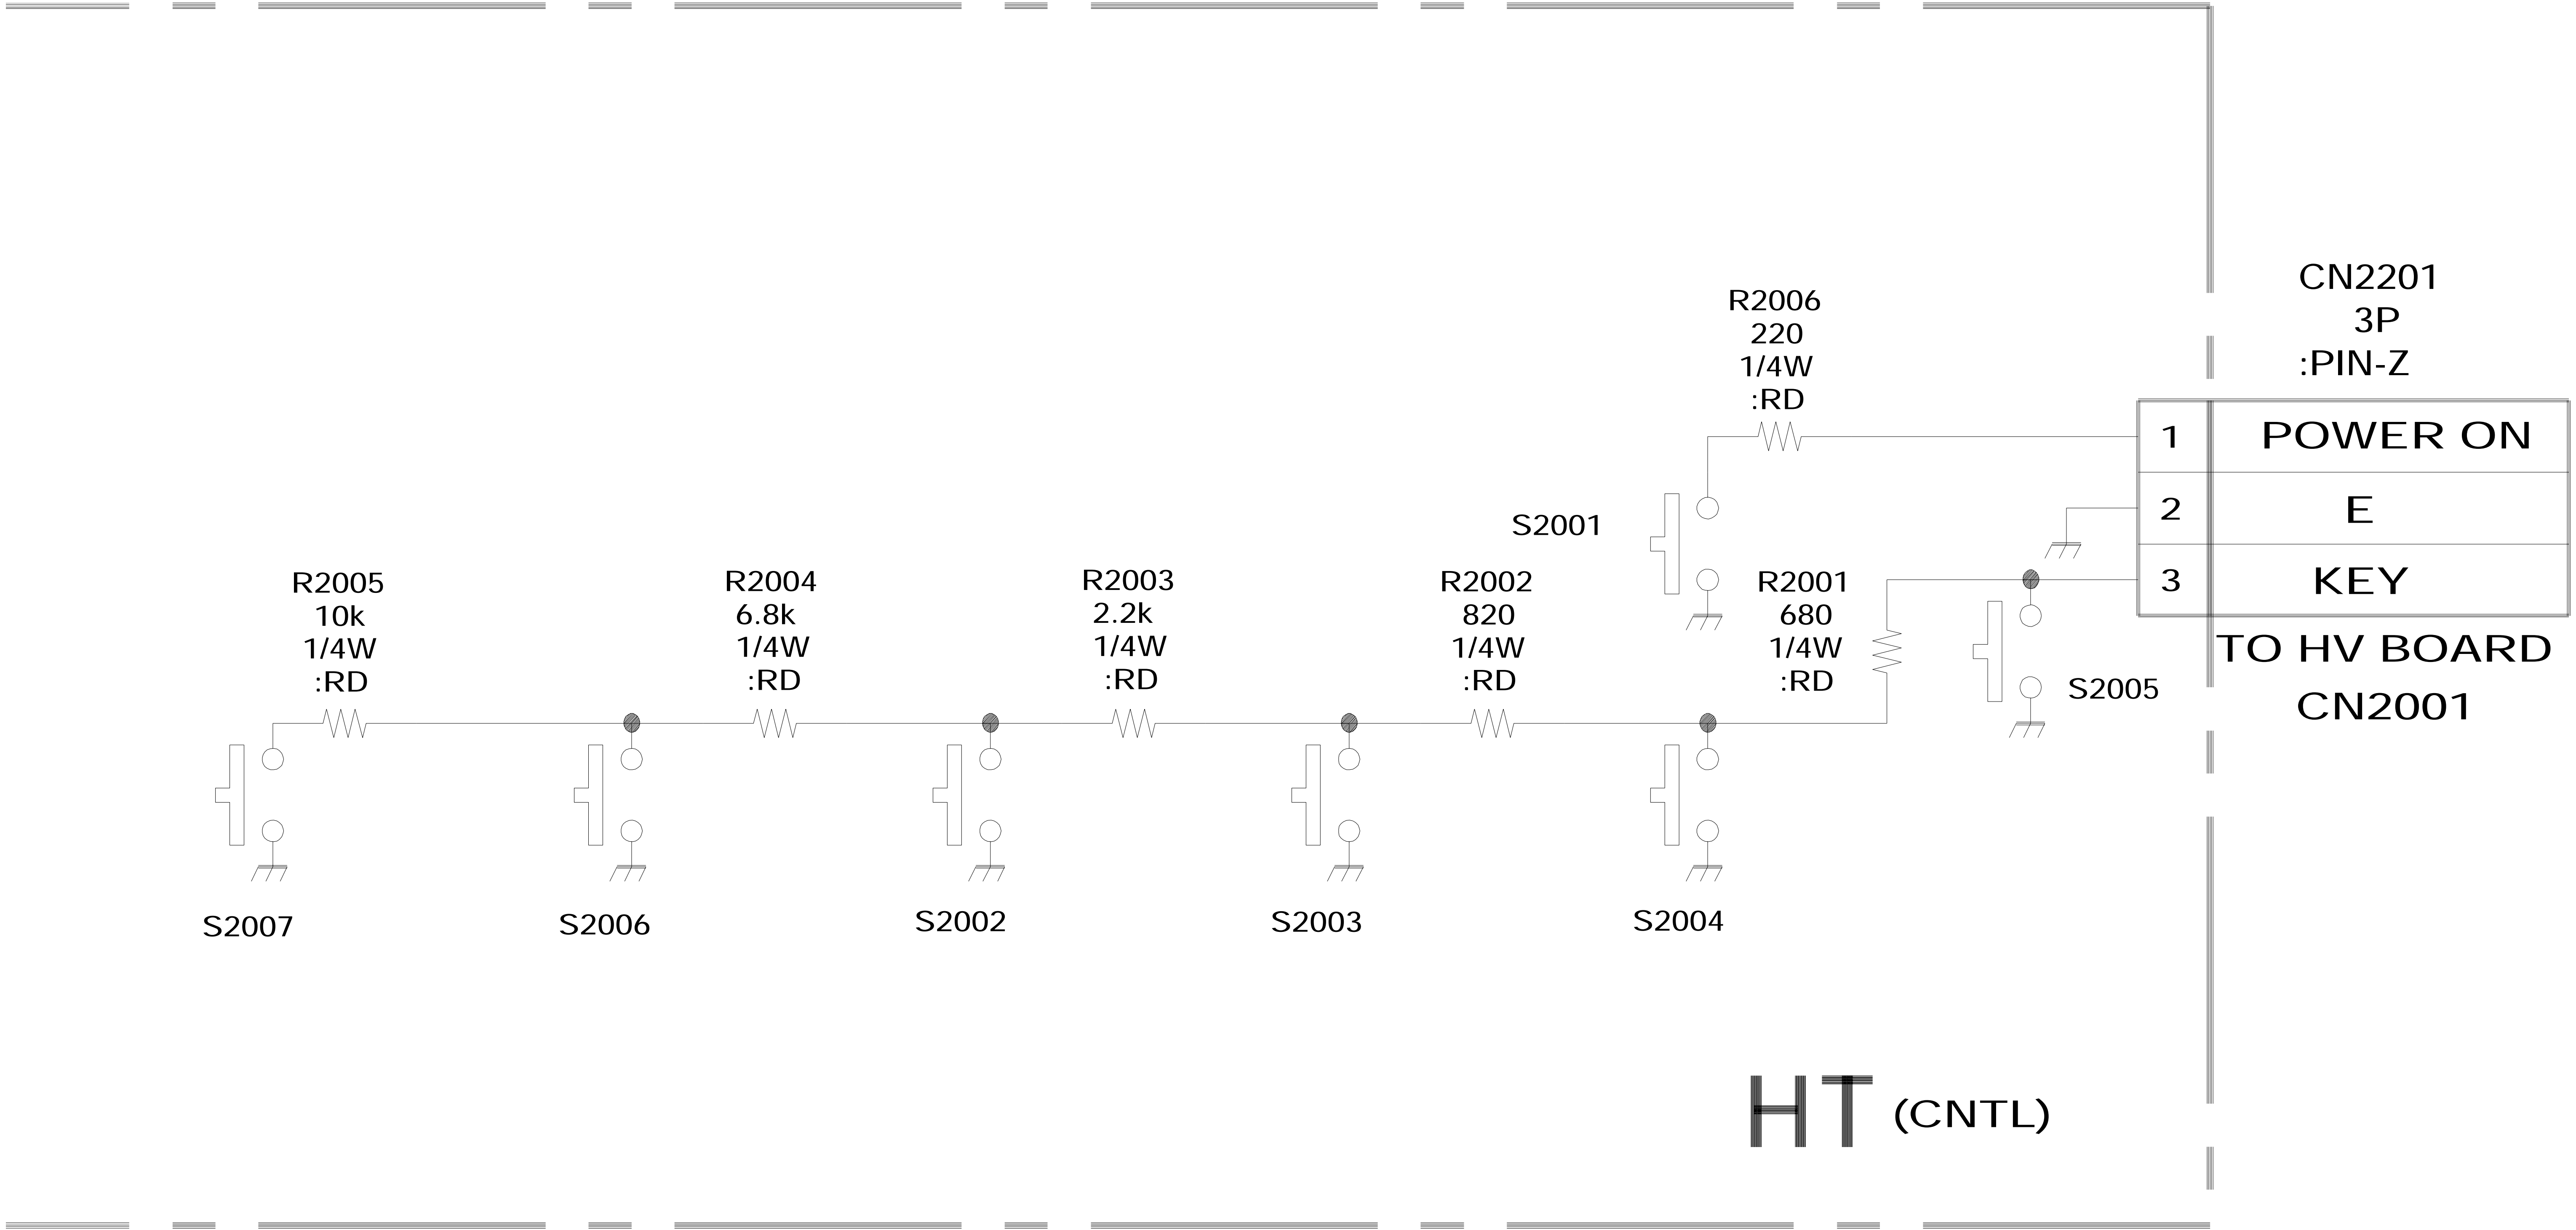 CN2201
3P
:PIN-Z
R2006
220
1/4W
:RD
1 POWER ON
2 E
3 KEY
TO HV BOARD
CN2001
S2001
R2005
10k
1/4W
:RD
R2004
6.8k
1/4W
:RD
R2003
2.2k
1/4W
:RD
R2002
820
1/4W
:RD
R2001
680
1/4W
:RD
S2005
S2007
S2006
S2002
S2003
S2004
HT (CNTL)